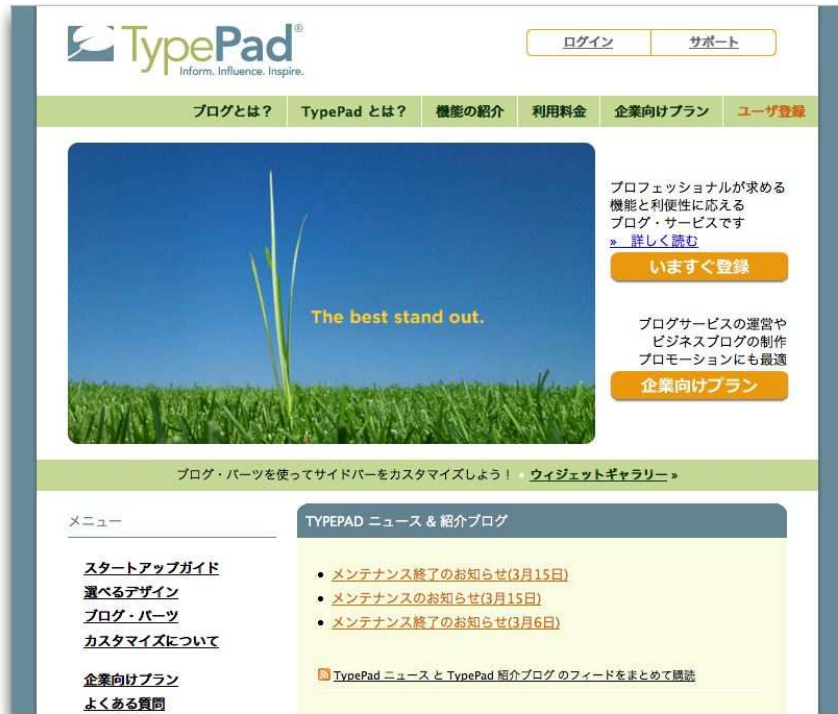 TypePad®
Inform. Influence. Inspire.
ログイン
サポート
ブログとは？
TypePad とは？
機能の紹介
利用料金
企業向けプラン
ユーザ登録
The best stand out.
プロフェッショナルが求める
機能と利便性に応える
ブログ・サービスです
» 詳しく読む
いますぐ登録
ブログサービスの運営や
ビジネスブログの制作
プロモーションにも最適
企業向けプラン
ブログ・パーツを使ってサイドバーをカスタマイズしよう！ • ウィジェットギャラリー »
メニュー
スタートアップガイド
選べるデザイン
ブログ・パーツ
カスタマイズについて
企業向けプラン
よくある質問
TYPEPAD ニュース & 紹介ブログ
• メンテナンス終了のお知らせ(3月15日)
• メンテナンスのお知らせ(3月15日)
• メンテナンス終了のお知らせ(3月6日)
TypePad ニュース と TypePad 紹介ブログ のフィードをまとめて購読